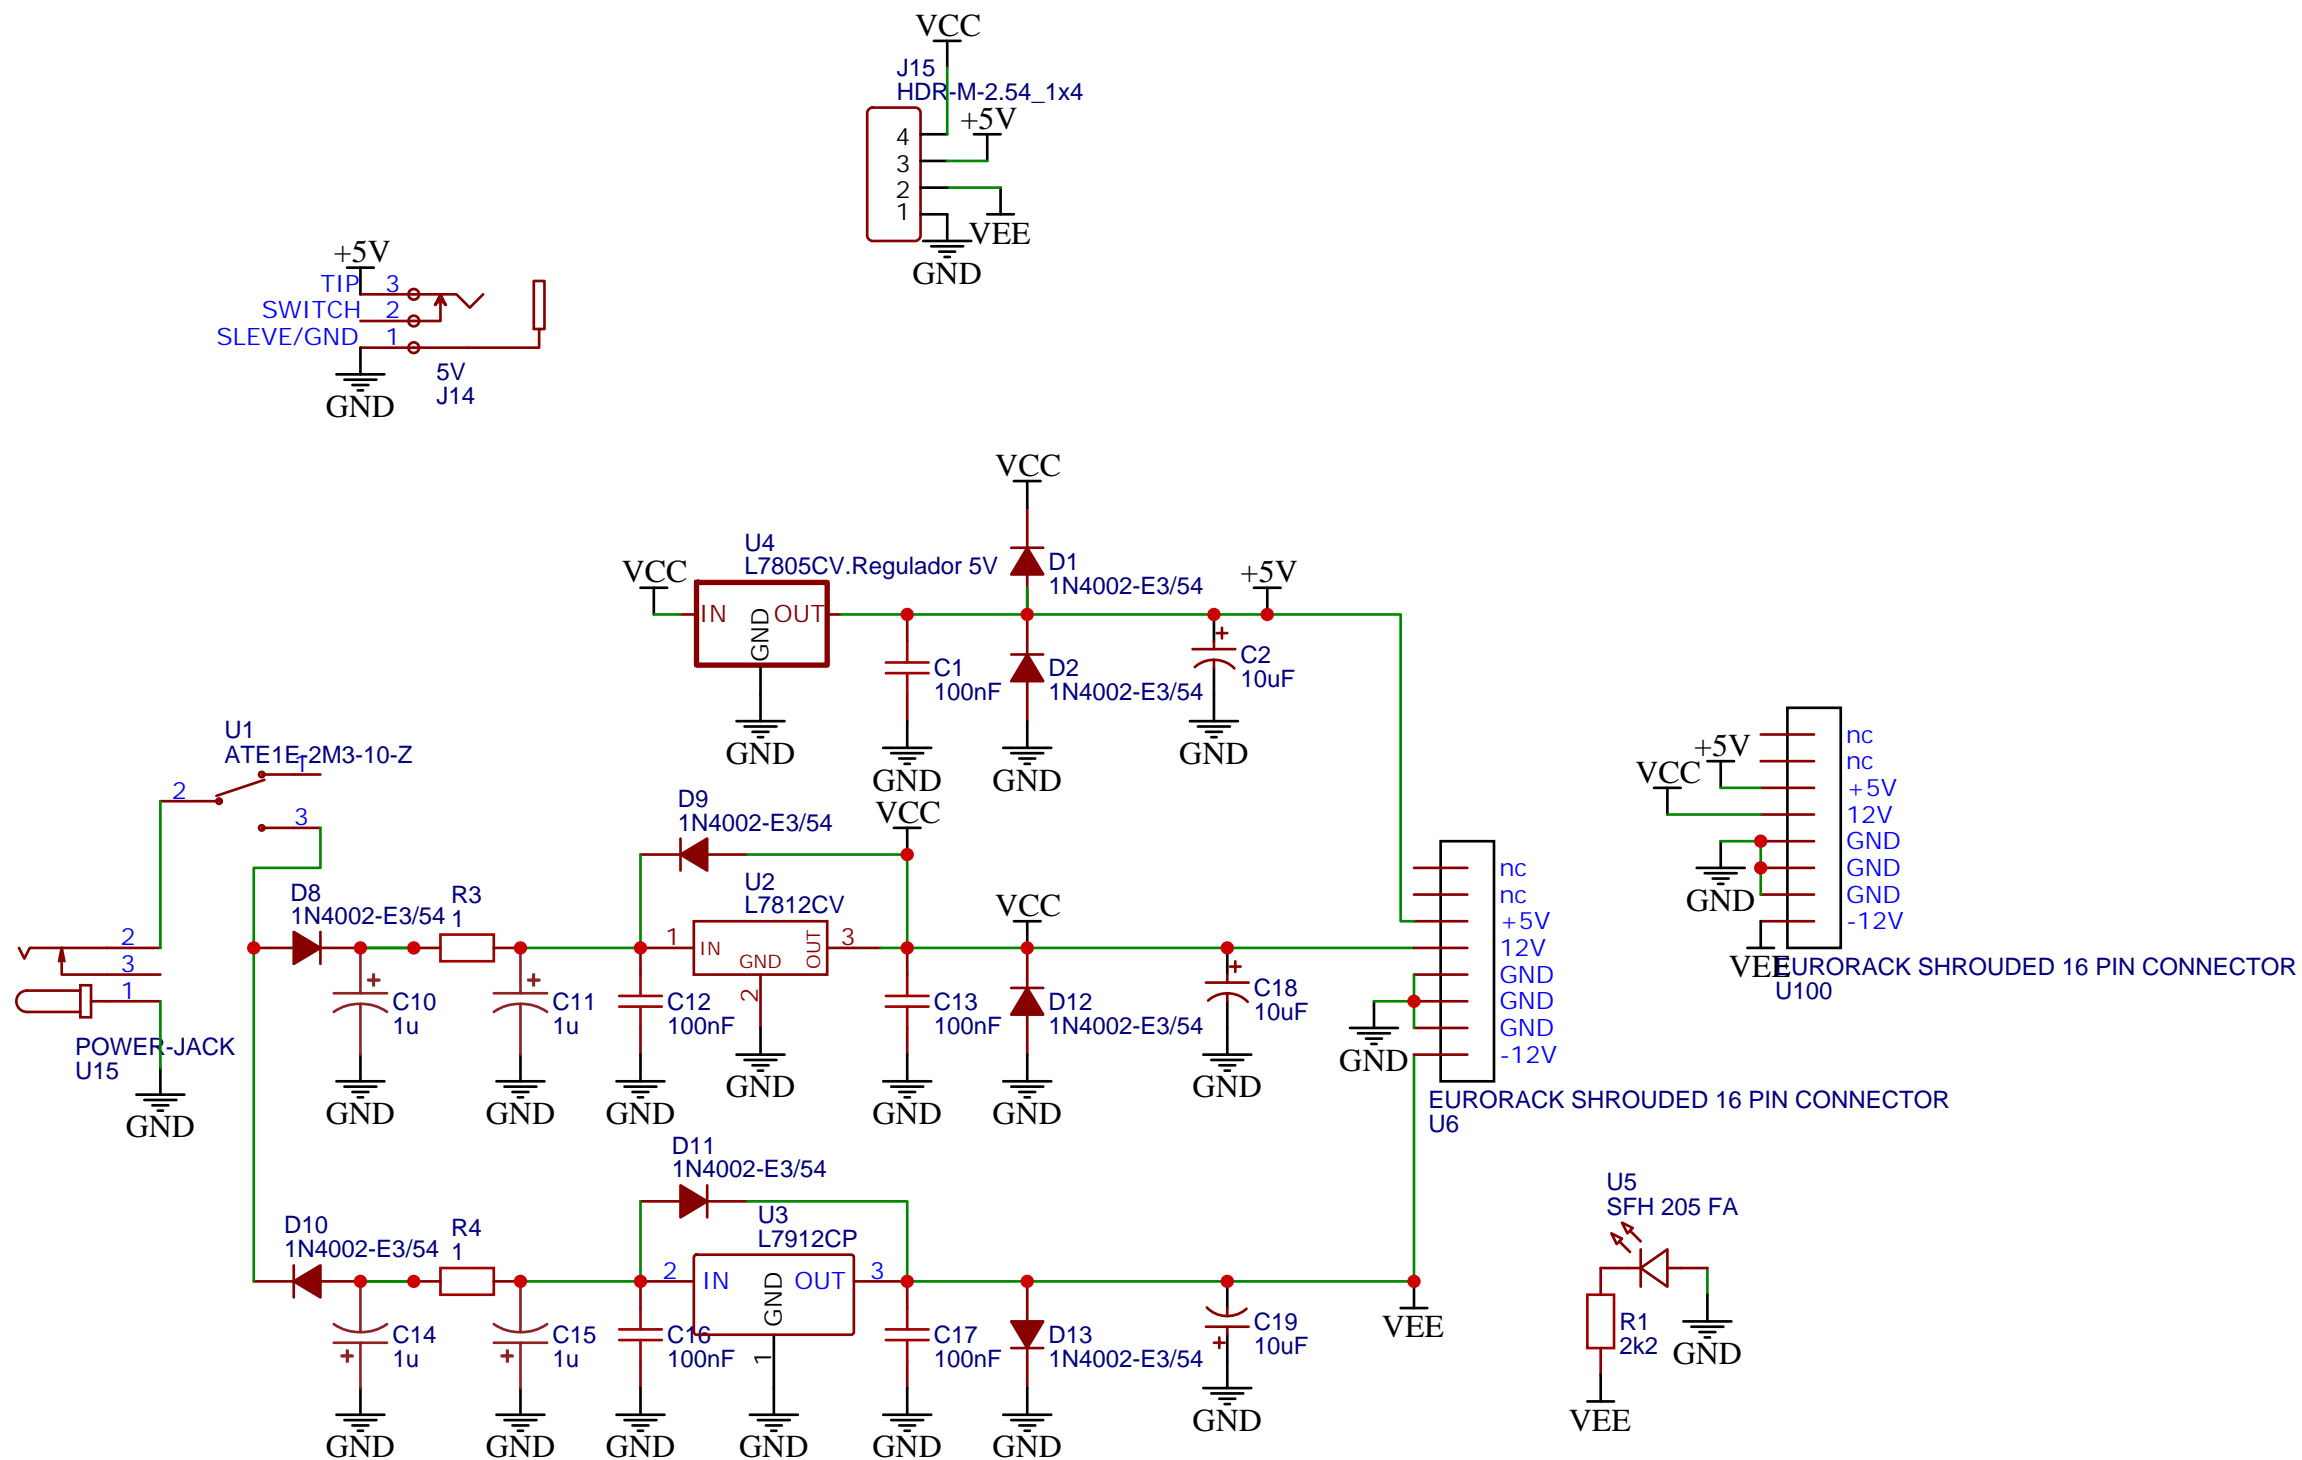 VCC
J15
HDR-M-2.54_1x4
+5V
4
3
2
1
VEE
GND
+5V
TIP 3
SWITCH 2
SLEVE/GND 1
5V
J14
GND
VCC
U4
L7805CV.Regulador 5V
VCC
IN
GND
OUT
D1
1N4002-E3/54
+5V
C1
100nF
D2
1N4002-E3/54
C2
10uF
GND
GND
GND
GND
U1
ATE1E-2M3-10-Z
1
2
3
+5V
VCC
nc
nc
+5V
12V
GND
GND
GND
-12V
GND
VEE
EURORACK SHROUDED 16 PIN CONNECTOR
U100
D9
1N4002-E3/54
VCC
D8
1N4002-E3/54
R3
1
U2
L7812CV
VCC
1
IN
GND
OUT
3
2
2
3
1
POWER-JACK
U15
GND
C10
1u
C11
1u
C12
100nF
C13
100nF
D12
1N4002-E3/54
C18
10uF
GND
GND
GND
GND
GND
GND
GND
nc
nc
+5V
12V
GND
GND
GND
-12V
GND
EURORACK SHROUDED 16 PIN CONNECTOR
U6
D11
1N4002-E3/54
D10
1N4002-E3/54
R4
1
U3
L7912CP
2
IN
GND
OUT
3
1
C14
1u
C15
1u
C16
100nF
C17
100nF
D13
1N4002-E3/54
C19
10uF
VEE
GND
GND
GND
GND
GND
GND
GND
U5
SFH 205 FA
R1
2k2
GND
VEE